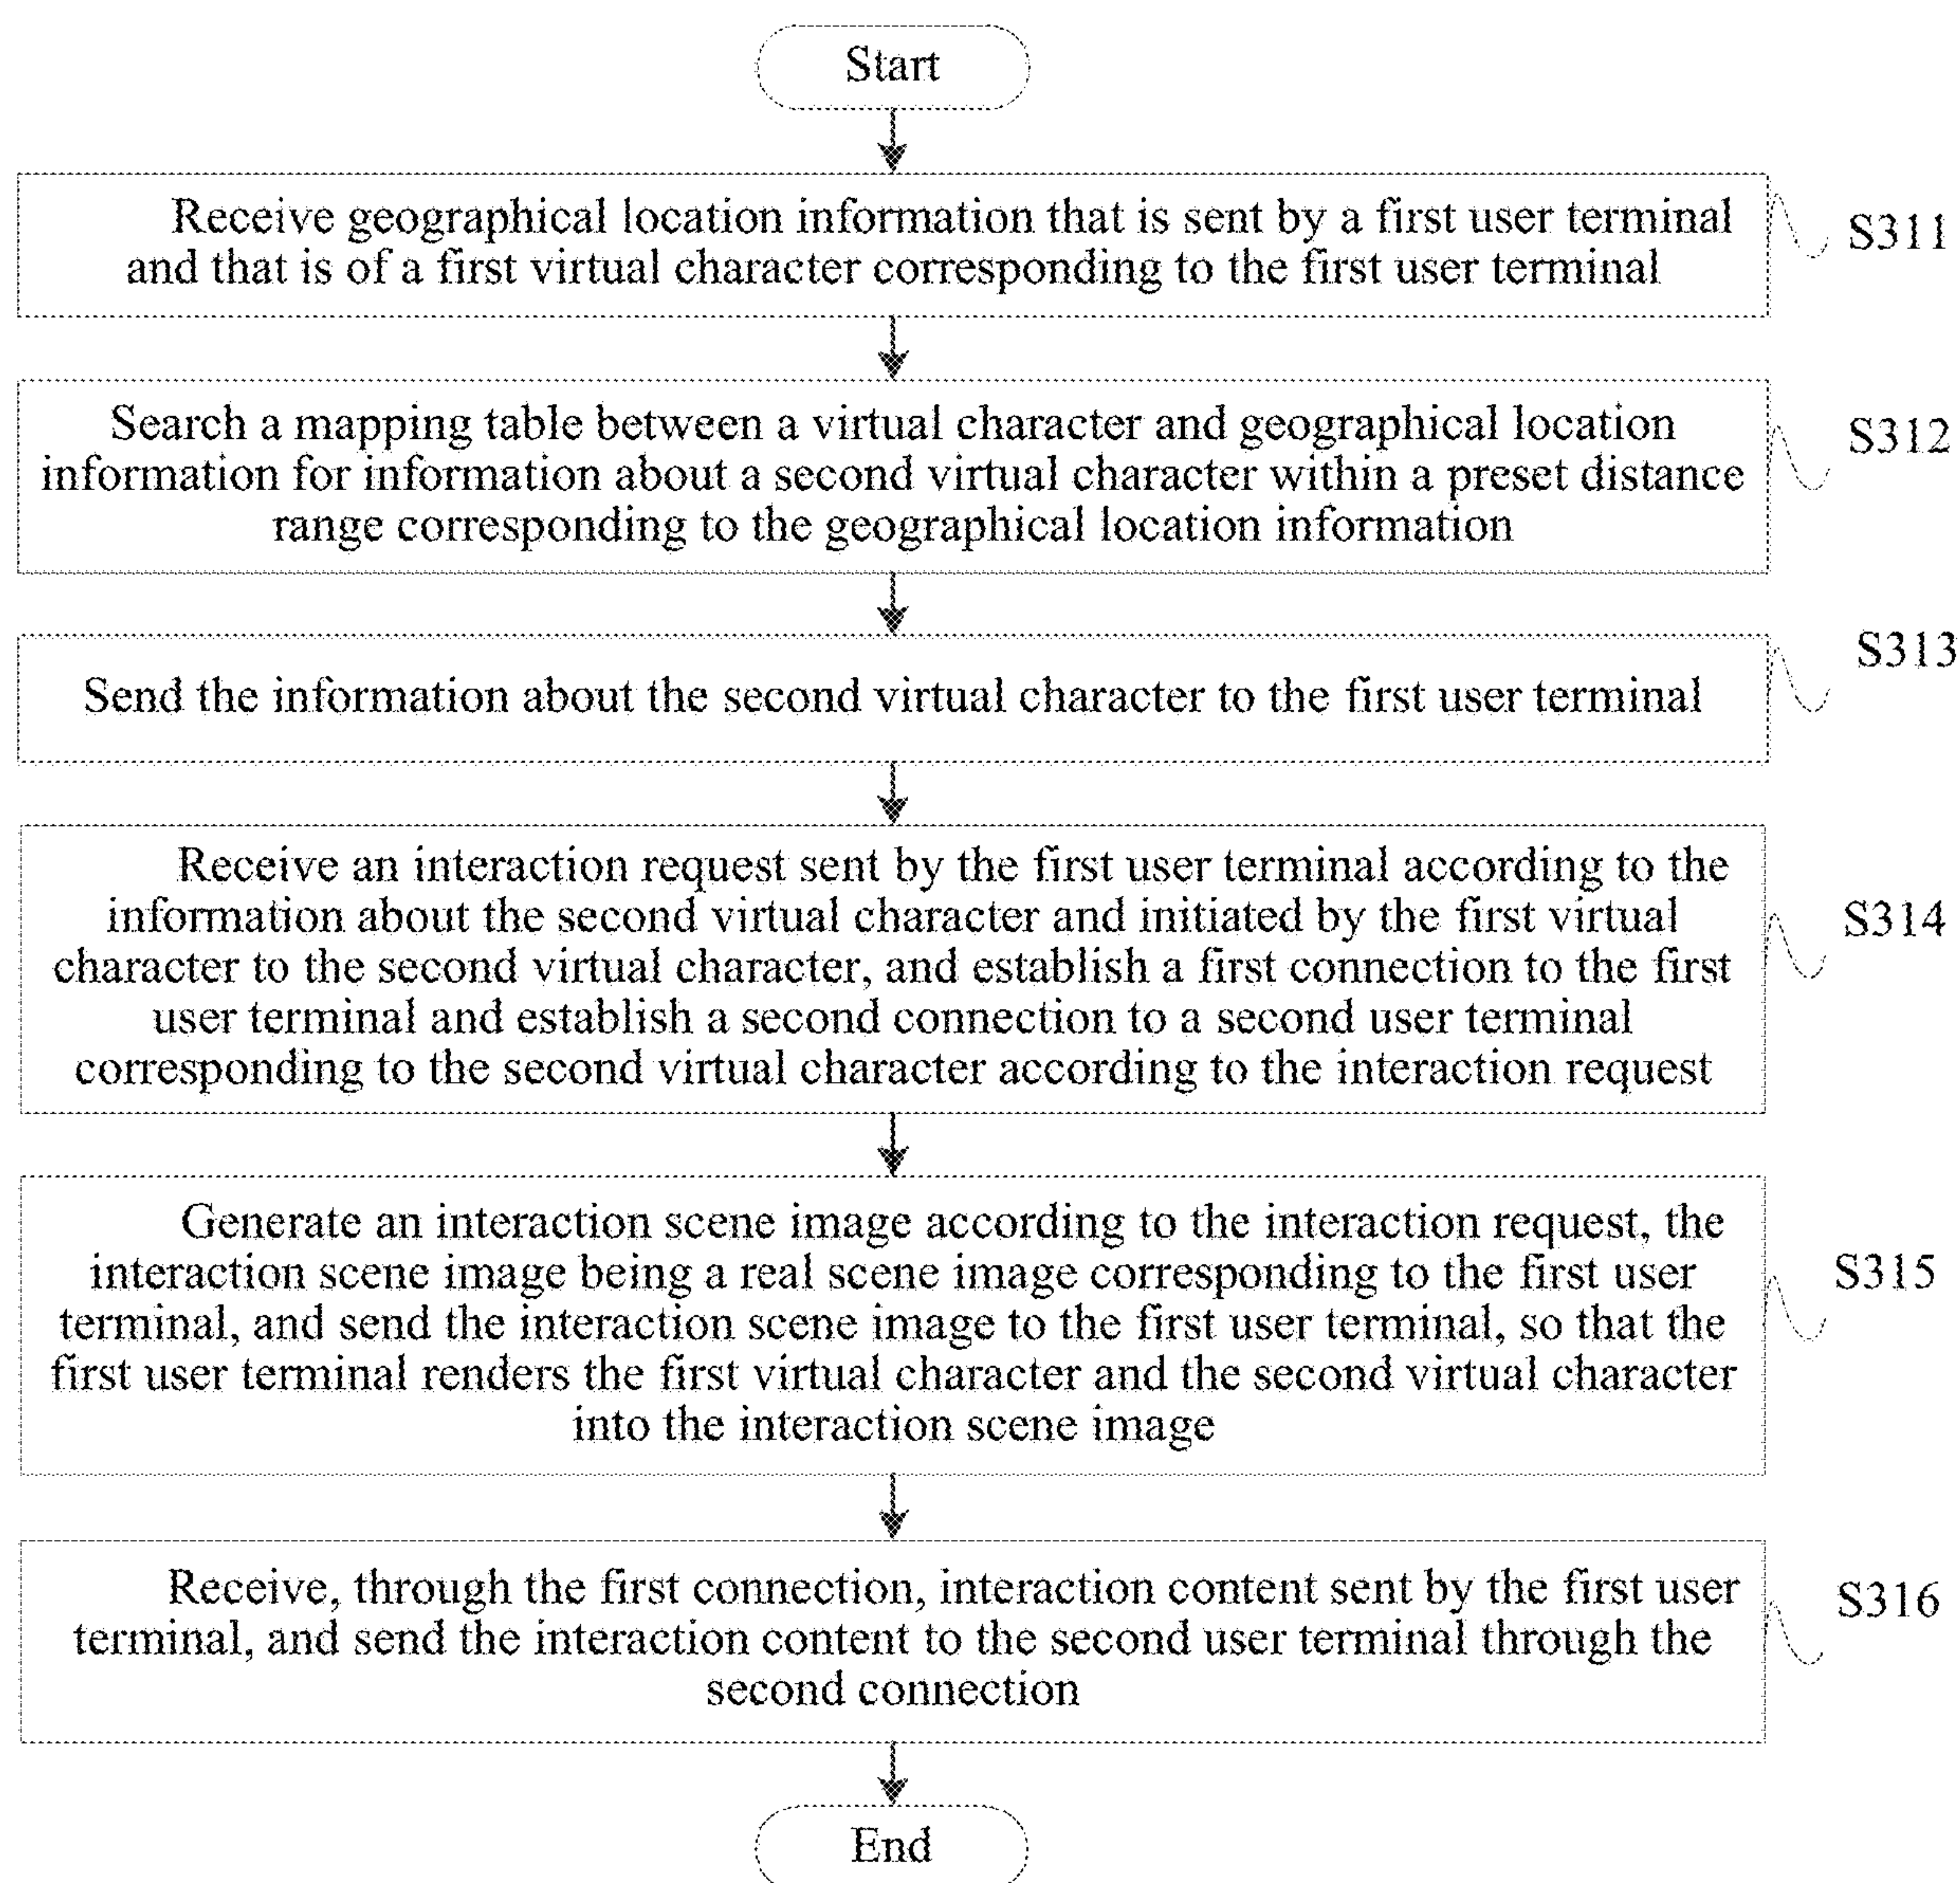 Start
Receive geographical location information that is sent by a first user terminal
and that is of a first virtual character corresponding to the first user terminal
S311
Search a mapping table between a virtual character and geographical location
information for information about a second virtual character within a preset distance
range corresponding to the geographical location information
S312
Send the information about the second virtual character to the first user terminal
S313
Receive an interaction request sent by the first user terminal according to the
information about the second virtual character and initiated by the first virtual
character to the second virtual character, and establish a first connection to the first
user terminal and establish a second connection to a second user terminal
corresponding to the second virtual character according to the interaction request
S314
Generate an interaction scene image according to the interaction request, the
interaction scene image being a real scene image corresponding to the first user
terminal, and send the interaction scene image to the first user terminal, so that the
first user terminal renders the first virtual character and the second virtual character
into the interaction scene image
S315
Receive, through the first connection, interaction content sent by the first user
terminal, and send the interaction content to the second user terminal through the
second connection
S316
End